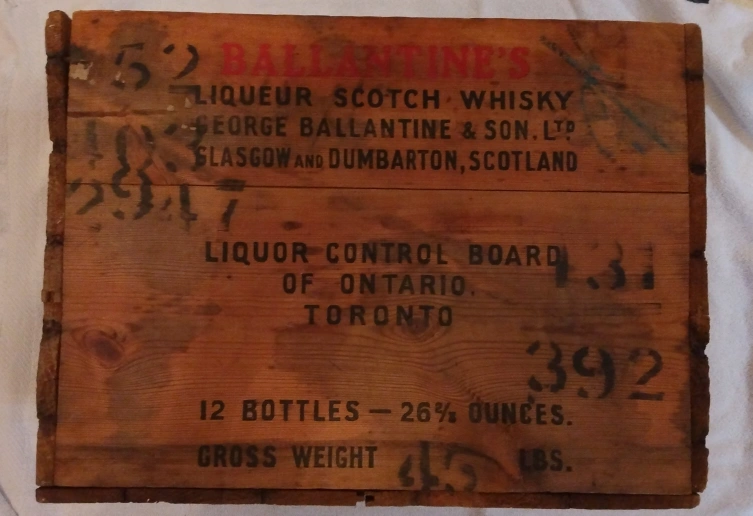 52 BALLANTINE'S
LIQUEUR SCOTCH WHISKY
GEORGE BALLANTINE & SON. LTD.
GLASGOW AND DUMBARTON, SCOTLAND
LIQUOR CONTROL BOARD
OF ONTARIO.
TORONTO
392
12 BOTTLES — 26⅔ OUNCES.
GROSS WEIGHT 45 LBS.